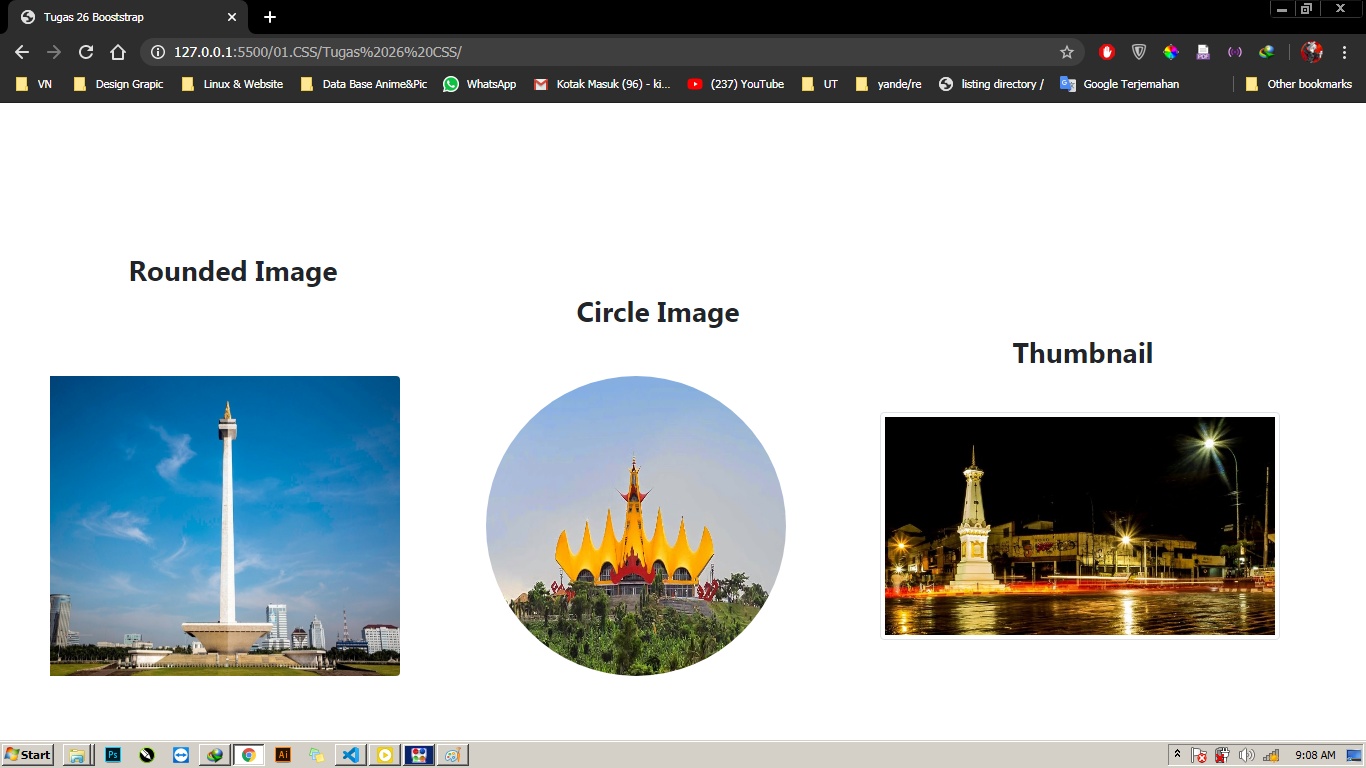 Tugas 26 Booststrap
127.0.0.1:5500/01.CSS/Tugas%2026%20CSS/
VN Design Grapic Linux & Website Data Base Anime&Pic WhatsApp Kotak Masuk (96) - ki... (237) YouTube UT yande/re listing directory / Google Terjemahan Other bookmarks
Rounded Image
Circle Image
Thumbnail
Start Ps Ai 9:08 AM